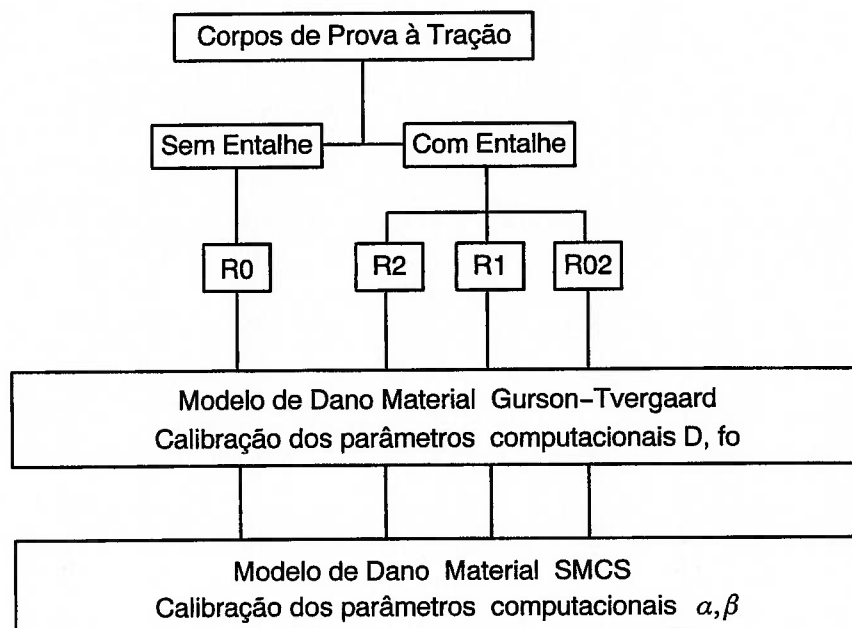 Corpos de Prova à Tração
Sem Entalhe
Com Entalhe
R0
R2
R1
R02
Modelo de Dano Material Gurson-Tvergaard
Calibração dos parâmetros computacionais D, fo
Modelo de Dano Material SMCS
Calibração dos parâmetros computacionais α,β